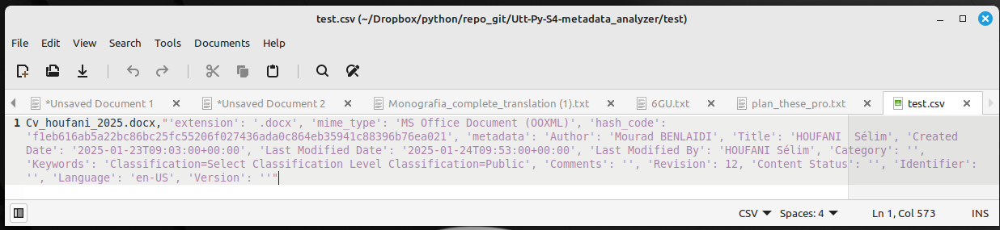 test.csv (~/Dropbox/python/repo_git/Utt-Py-S4-metadata_analyzer/test)
File Edit View Search Tools Documents Help
*Unsaved Document 1 *Unsaved Document 2 Monografia_complete_translation (1).txt 6GU.txt plan_these_pro.txt test.csv
1 Cv_houfani_2025.docx,"'extension': '.docx', 'mime_type': 'MS Office Document (OOXML)', 'hash_code':
'f1eb616ab5a22bc86bc25fc55206f027436ada0c864eb35941c88396b76ea021', 'metadata': 'Author': 'Mourad BENLAIDI', 'Title': 'HOUFANI  Sélim', 'Created
Date': '2025-01-23T09:03:00+00:00', 'Last Modified Date': '2025-01-24T09:53:00+00:00', 'Last Modified By': 'HOUFANI Sélim', 'Category': '',
'Keywords': 'Classification=Select Classification Level Classification=Public', 'Comments': '', 'Revision': 12, 'Content Status': '', 'Identifier':
'', 'Language': 'en-US', 'Version': ''"
CSV Spaces: 4 Ln 1, Col 573 INS